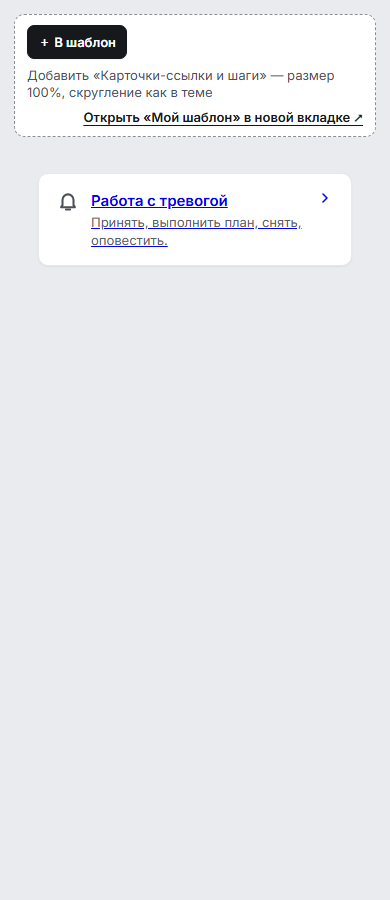 + В шаблон
Добавить «Карточки-ссылки и шаги» — размер
100%, скругление как в теме
Открыть «Мой шаблон» в новой вкладке ↗
Работа с тревогой
Принять, выполнить план, снять,
оповестить.